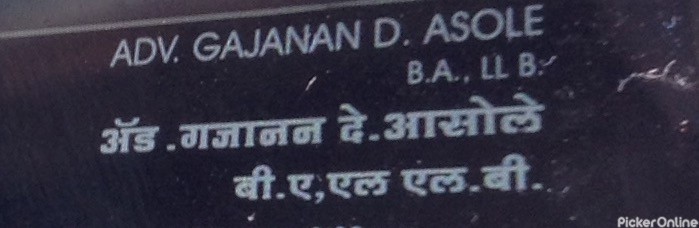 ADV. GAJANAN D. ASOLE
B.A., LL B.
ॲड .गजानन दे.आसोले
बी.ए,एल एल.बी.
PickerOnline